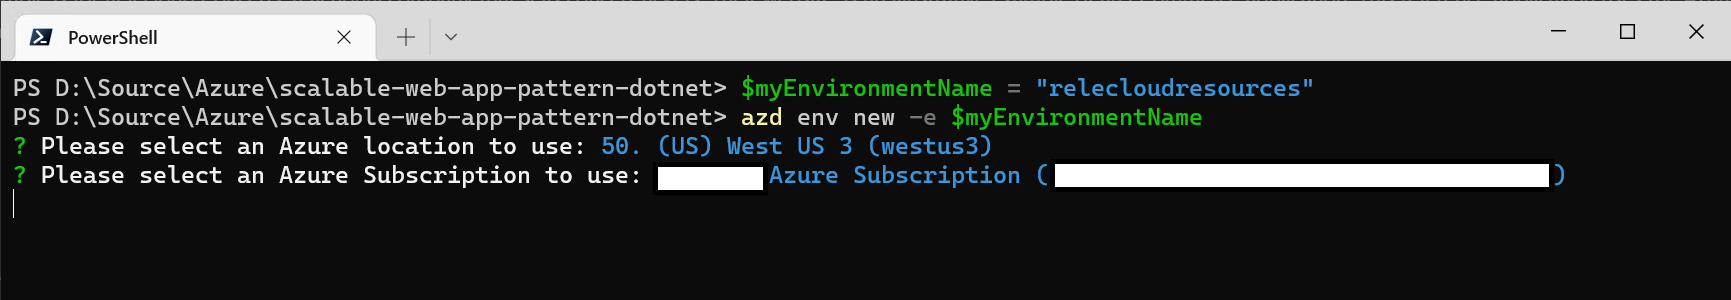 PowerShell
PS D:\Source\Azure\scalable-web-app-pattern-dotnet> $myEnvironmentName = "relecloudresources"
PS D:\Source\Azure\scalable-web-app-pattern-dotnet> azd env new -e $myEnvironmentName
? Please select an Azure location to use: 50. (US) West US 3 (westus3)
? Please select an Azure Subscription to use: Azure Subscription ( )